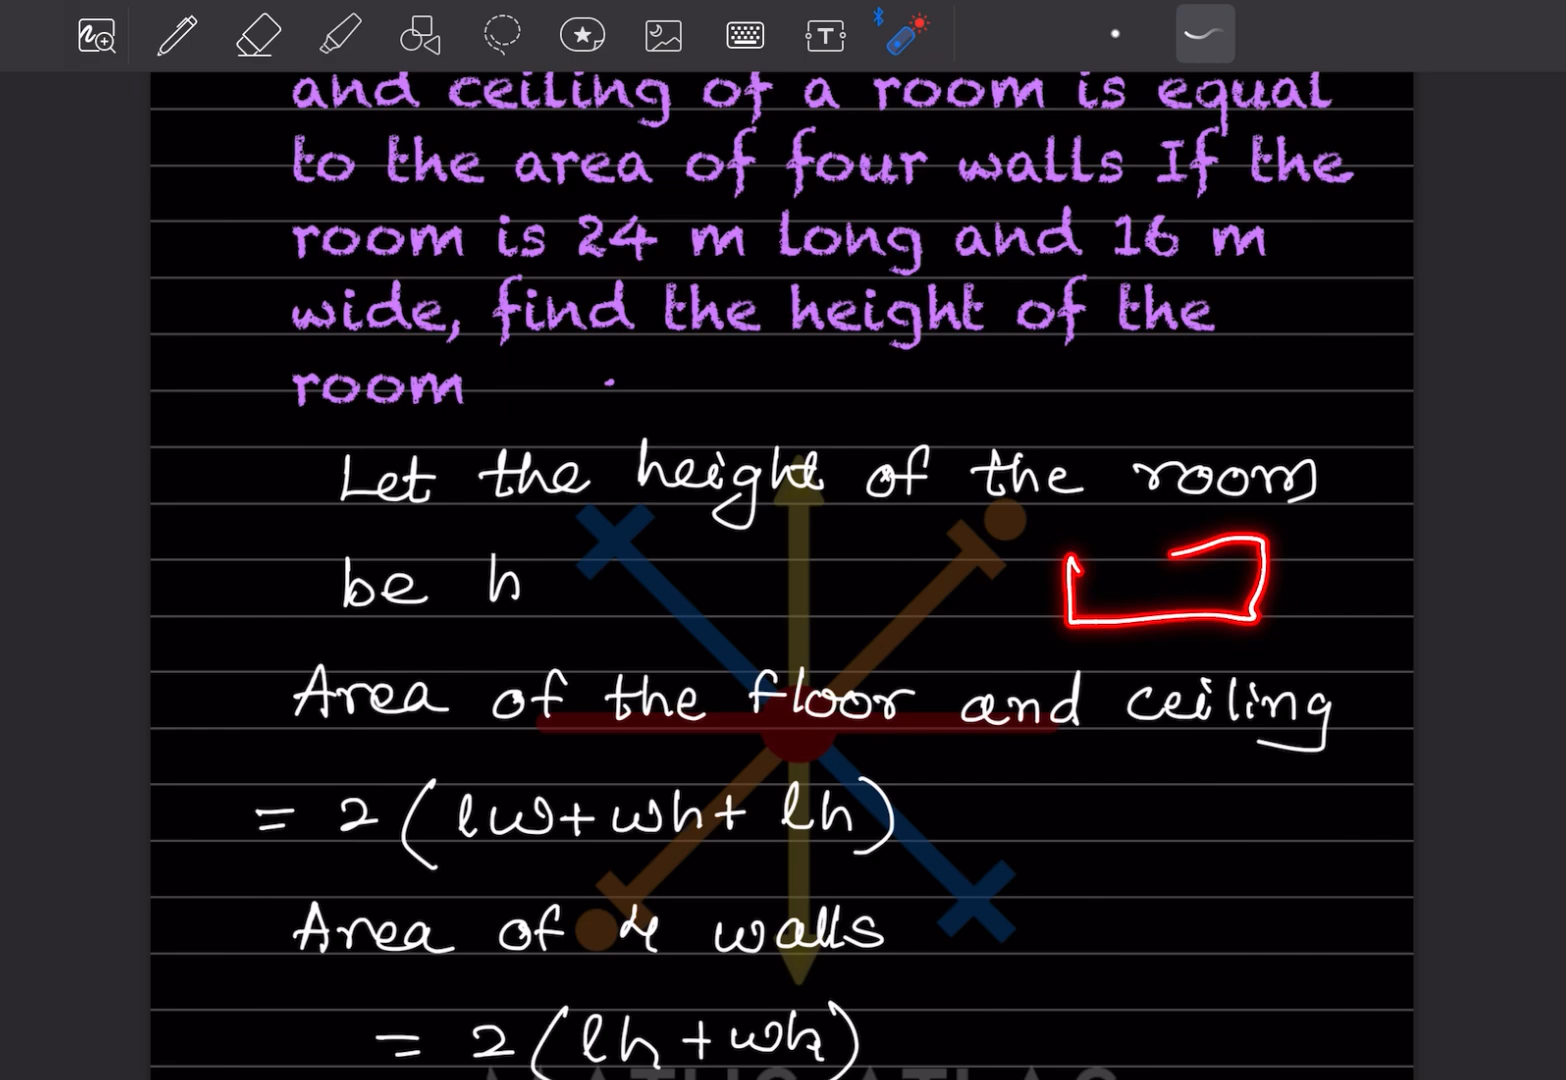 and ceiling of a room is equal
to the area of four walls If the
room is 24 m long and 16 m
wide, find the height of the
room .
Let the height of the room
be h
Area of the floor and ceiling
= 2 (lw + wh + lh)
Area of 4 walls
= 2 (lh + wh)